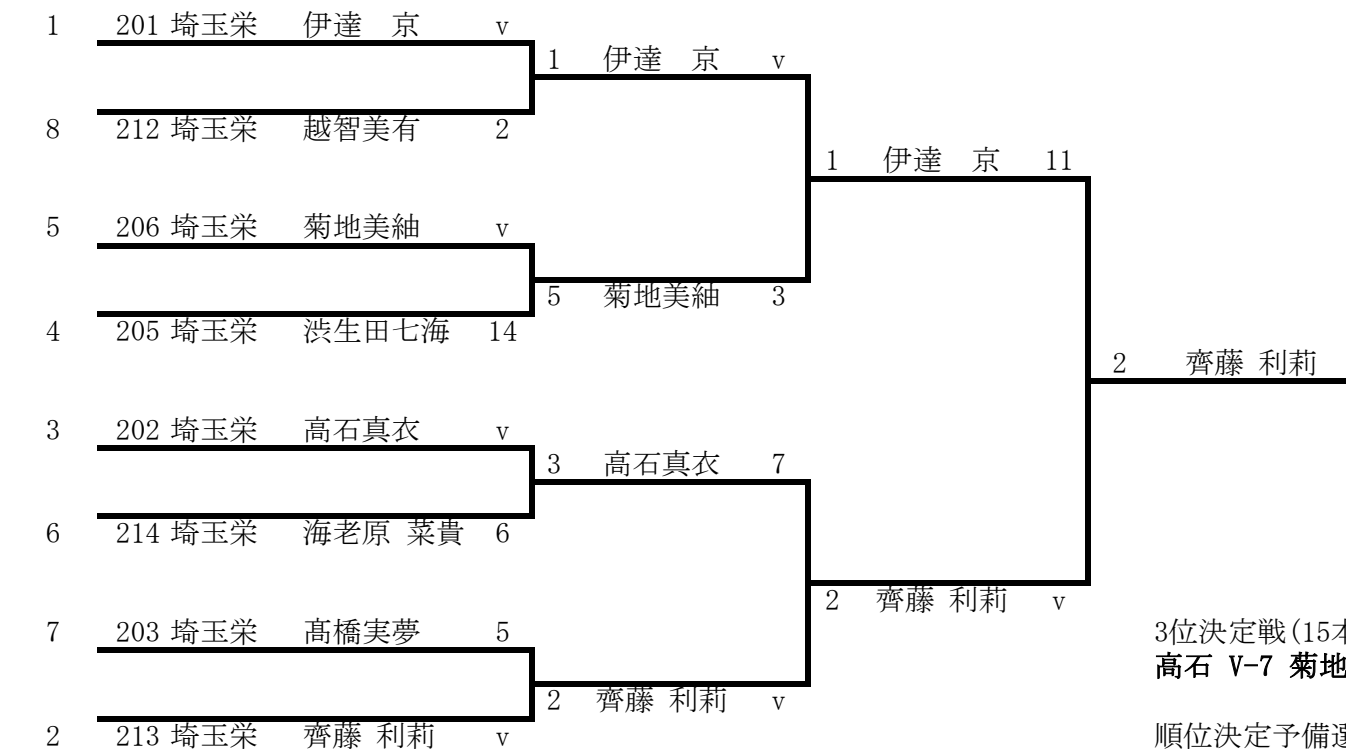 1 201 埼玉栄 伊達 京 v
1 伊達 京 v
8 212 埼玉栄 越智美有 2
1 伊達 京 11
5 206 埼玉栄 菊地美紬 v
5 菊地美紬 3
4 205 埼玉栄 渋生田七海 14
2 齊藤 利莉
3 202 埼玉栄 高石真衣 v
3 高石真衣 7
6 214 埼玉栄 海老原 菜貴 6
2 齊藤 利莉 v
7 203 埼玉栄 髙橋実夢 5
3位決定戦(15本
高石 V-7 菊地
2 齊藤 利莉 v
2 213 埼玉栄 齊藤 利莉 v
順位決定予備選